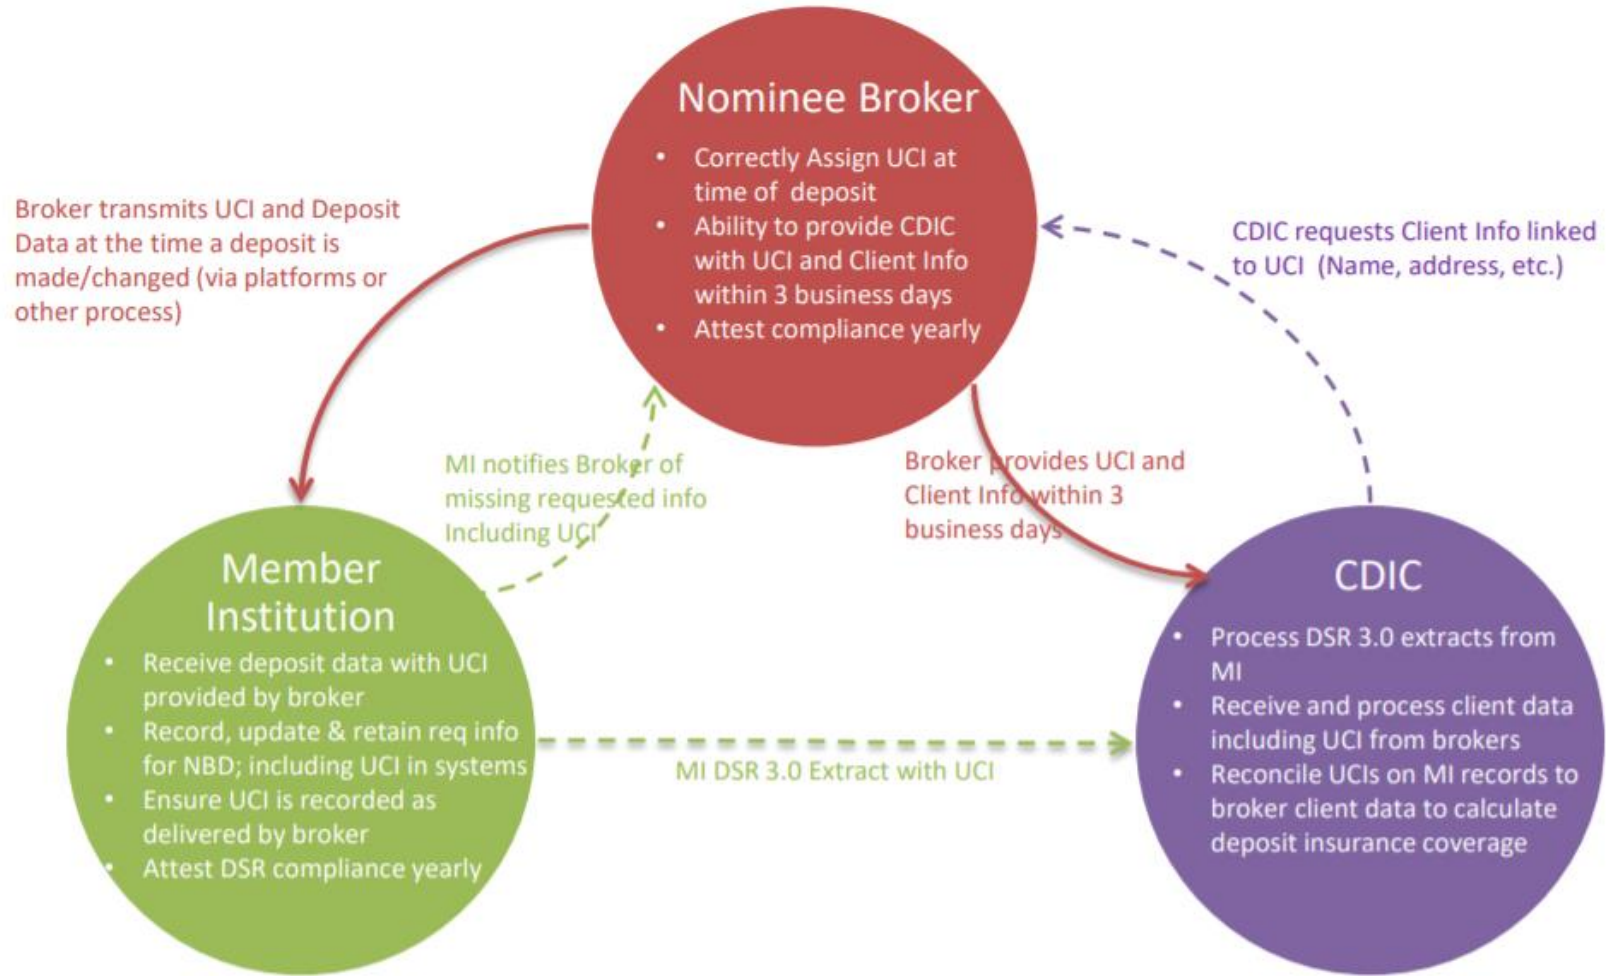 Nominee Broker
• Correctly Assign UCI at
time of deposit
• Ability to provide CDIC
with UCI and Client Info
within 3 business days
• Attest compliance yearly
Broker transmits UCI and Deposit
Data at the time a deposit is
made/changed (via platforms or
other process)
CDIC requests Client Info linked
to UCI (Name, address, etc.)
MI notifies Broker of
missing requested info
Including UCI
Broker provides UCI and
Client Info within 3
business days
Member
Institution
• Receive deposit data with UCI
provided by broker
• Record, update & retain req info
for NBD; including UCI in systems
• Ensure UCI is recorded as
delivered by broker
• Attest DSR compliance yearly
MI DSR 3.0 Extract with UCI
CDIC
• Process DSR 3.0 extracts from
MI
• Receive and process client data
including UCI from brokers
• Reconcile UCIs on MI records to
broker client data to calculate
deposit insurance coverage